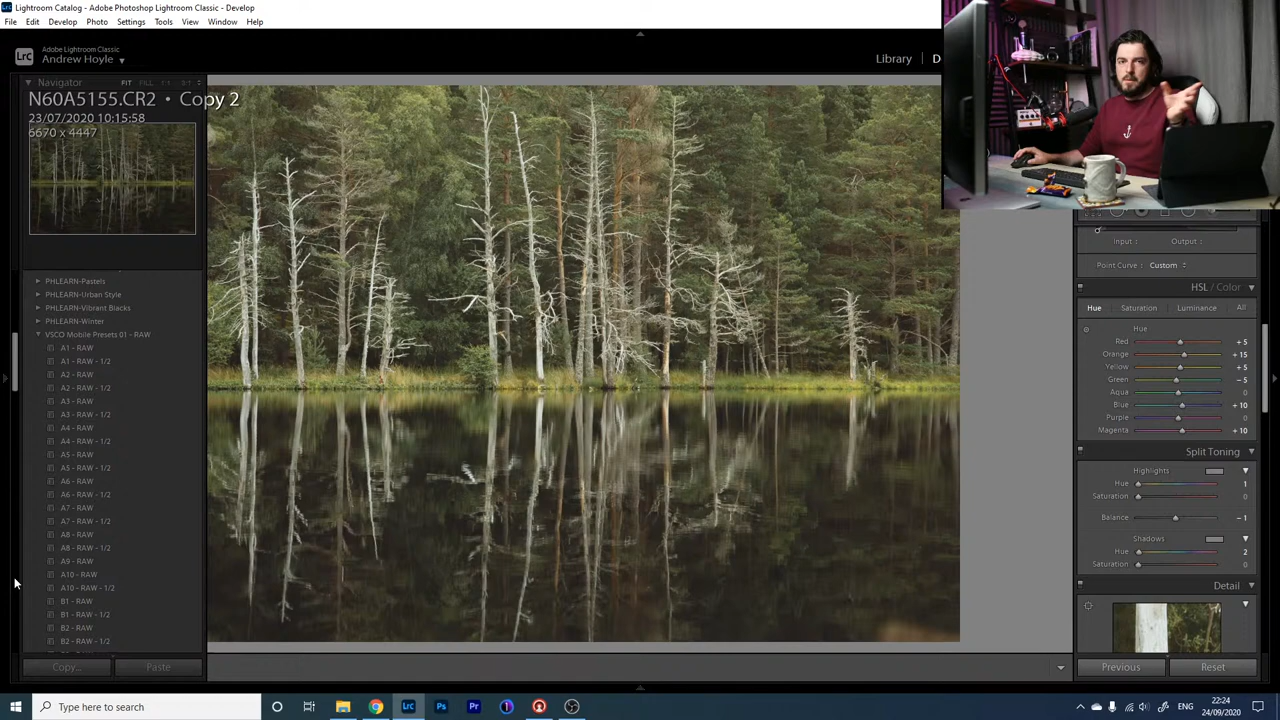 Lightroom Catalog - Adobe Photoshop Lightroom Classic - Develop
File Edit Develop Photo Settings Tools View Window Help
Lrc
Adobe Lightroom Classic
Andrew Hoyle
Library
D
Navigator FIT FILL
N60A5155.CR2 • Copy 2
23/07/2020 10:15:58
6670 x 4447
PHLEARN-Pastels
PHLEARN-Urban Style
PHLEARN-Vibrant Blacks
PHLEARN-Winter
VSCO Mobile Presets 01 - RAW
A1 - RAW
A1 - RAW - 1/2
A2 - RAW
A2 - RAW - 1/2
A3 - RAW
A3 - RAW - 1/2
A4 - RAW
A4 - RAW - 1/2
A5 - RAW
A5 - RAW - 1/2
A6 - RAW
A6 - RAW - 1/2
A7 - RAW
A7 - RAW - 1/2
A8 - RAW
A8 - RAW - 1/2
A9 - RAW
A10 - RAW
A10 - RAW - 1/2
B1 - RAW
B1 - RAW - 1/2
B2 - RAW
B2 - RAW - 1/2
Copy... Paste
Input : Output :
Point Curve : Custom
HSL / Color
Hue Saturation Luminance All
Hue
Red + 5
Orange + 15
Yellow + 5
Green - 5
Aqua 0
Blue + 10
Purple 0
Magenta + 10
Split Toning
Highlights
Hue 1
Saturation 0
Balance - 1
Shadows
Hue 2
Saturation 0
Detail
Previous Reset
Type here to search
Lrc Ps Pr
ENG
22:24
24/09/2020